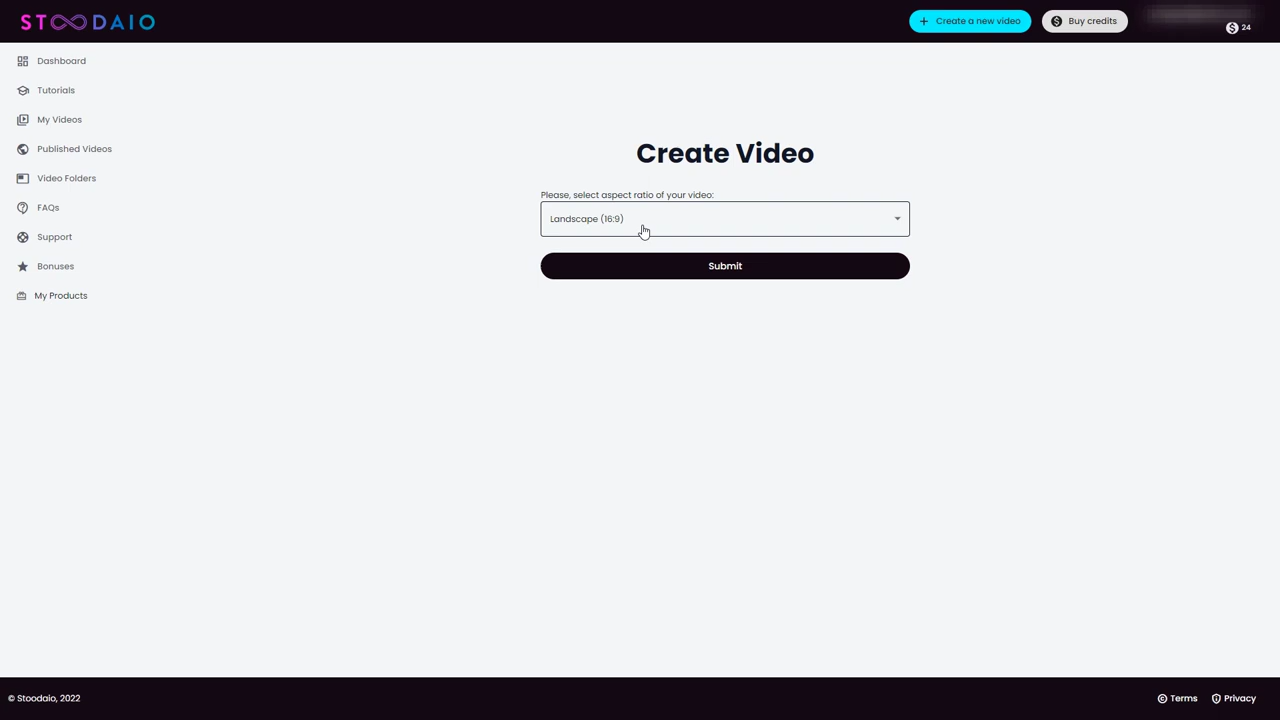 STOODAIO
Create a new video
Buy credits
24
Dashboard
Tutorials
My Videos
Published Videos
Video Folders
FAQs
Support
Bonuses
My Products
Create Video
Please, select aspect ratio of your video:
Landscape (16:9)
Submit
© Stoodaio, 2022
Terms
Privacy